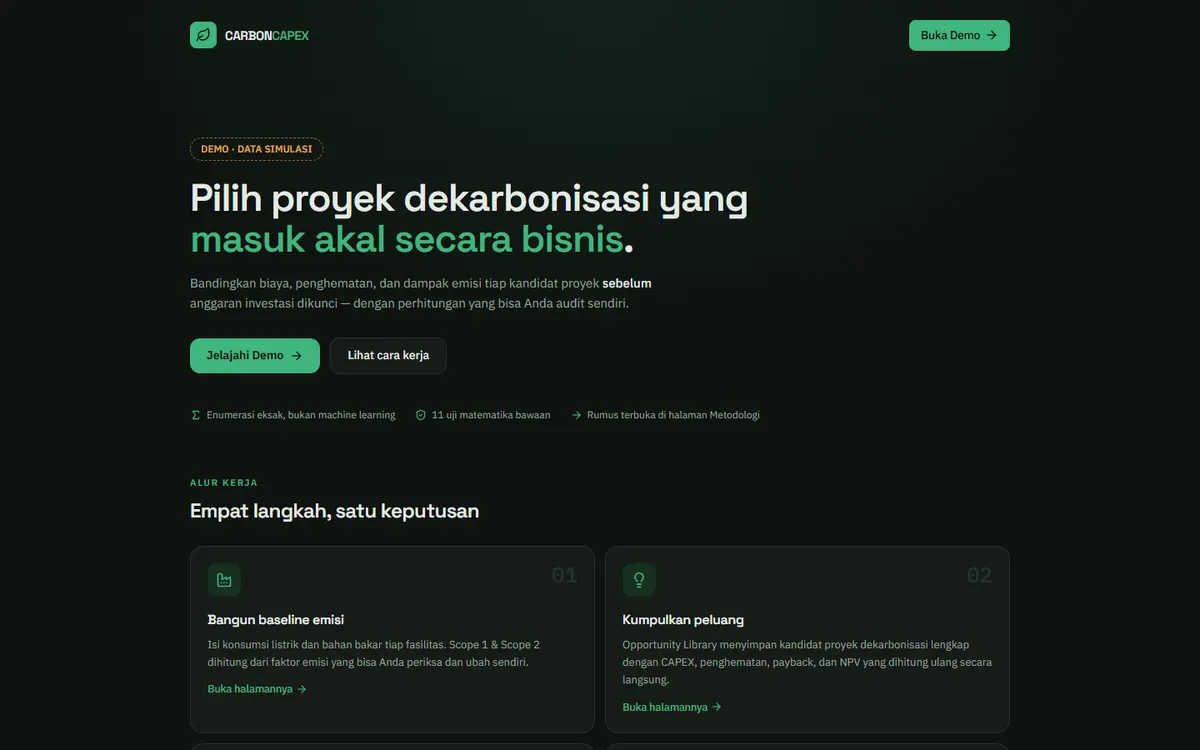 CARBONCAPEX
Buka Demo →
DEMO · DATA SIMULASI
Pilih proyek dekarbonisasi yang
masuk akal secara bisnis.
Bandingkan biaya, penghematan, dan dampak emisi tiap kandidat proyek sebelum
anggaran investasi dikunci — dengan perhitungan yang bisa Anda audit sendiri.
Jelajahi Demo →
Lihat cara kerja
Enumerasi eksak, bukan machine learning
11 uji matematika bawaan
Rumus terbuka di halaman Metodologi
ALUR KERJA
Empat langkah, satu keputusan
01
Bangun baseline emisi
Isi konsumsi listrik dan bahan bakar tiap fasilitas. Scope 1 & Scope 2
dihitung dari faktor emisi yang bisa Anda periksa dan ubah sendiri.
Buka halamannya →
02
Kumpulkan peluang
Opportunity Library menyimpan kandidat proyek dekarbonisasi lengkap
dengan CAPEX, penghematan, payback, dan NPV yang dihitung ulang secara
langsung.
Buka halamannya →